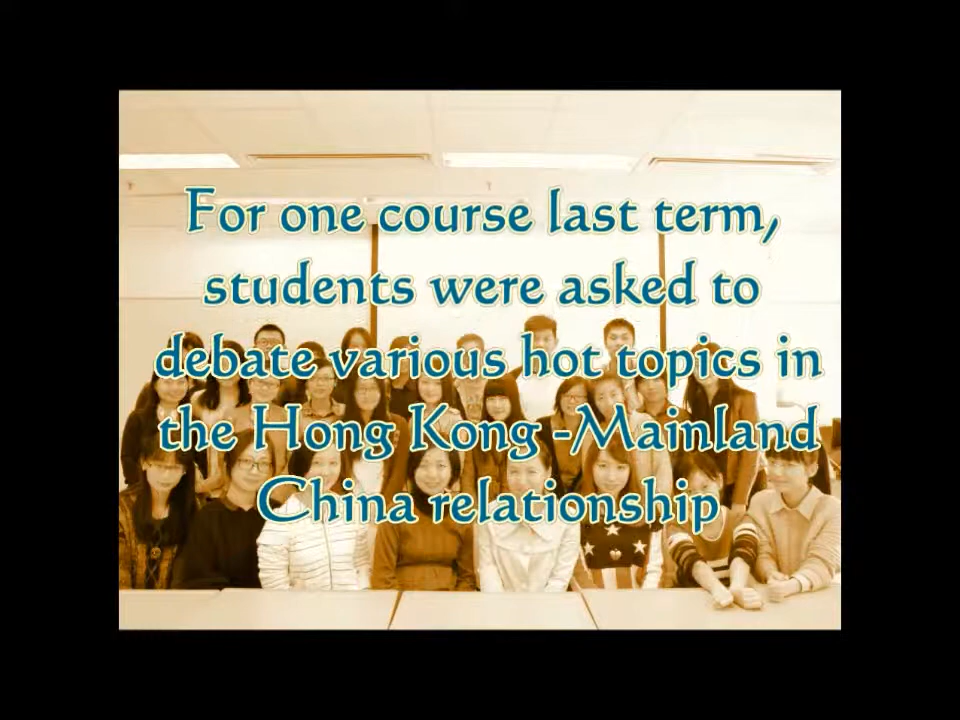 For one course last term,
students were asked to
debate various hot topics in
the Hong Kong -Mainland
China relationship